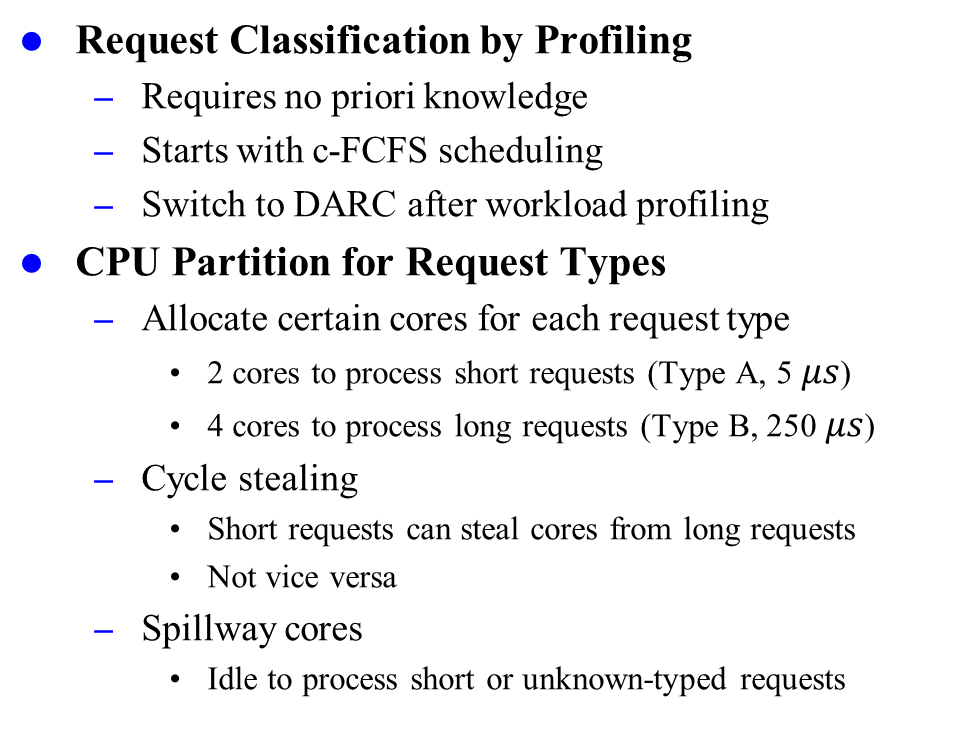 ● Request Classification by Profiling
– Requires no priori knowledge
– Starts with c-FCFS scheduling
– Switch to DARC after workload profiling
● CPU Partition for Request Types
– Allocate certain cores for each request type
• 2 cores to process short requests (Type A, 5 𝜇𝑠)
• 4 cores to process long requests (Type B, 250 𝜇𝑠)
– Cycle stealing
• Short requests can steal cores from long requests
• Not vice versa
– Spillway cores
• Idle to process short or unknown-typed requests